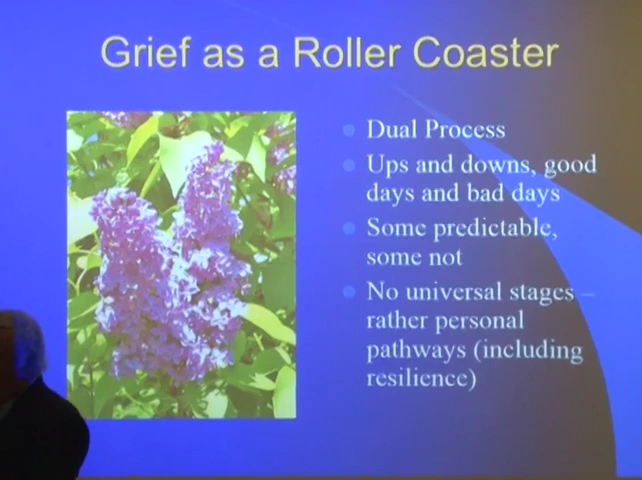 Grief as a Roller Coaster
Dual Process
Ups and downs, good
days and bad days
Some predictable,
some not
No universal stages –
rather personal
pathways (including
resilience)